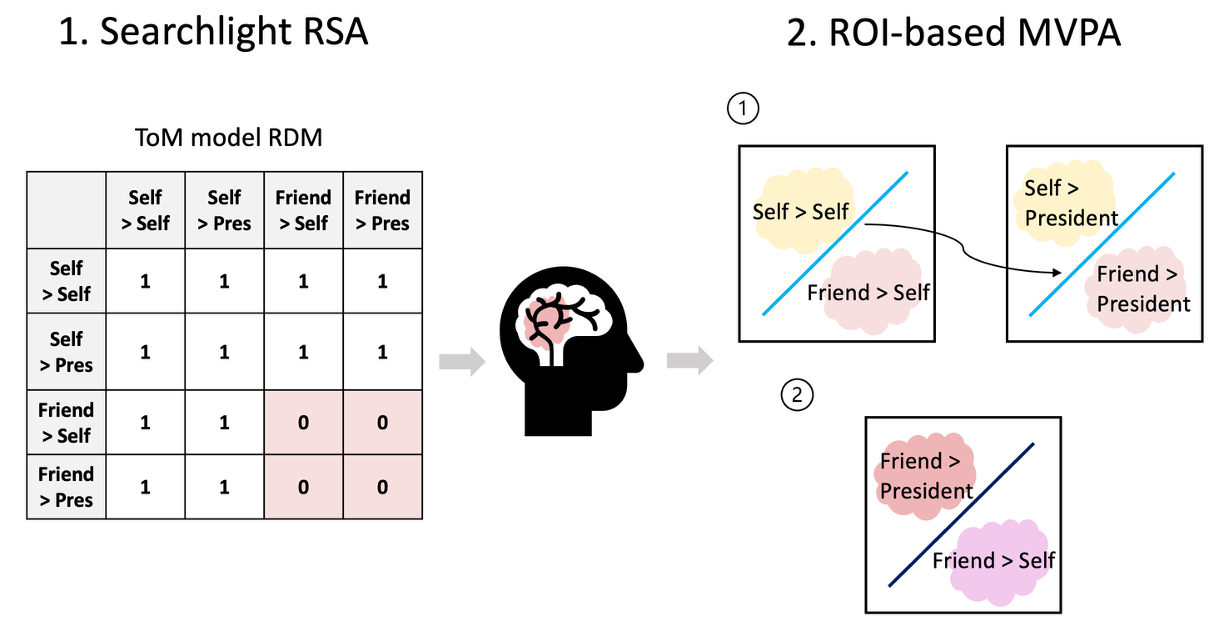 1. Searchlight RSA
2. ROI-based MVPA
ToM model RDM
Self > Self Self > Pres Friend > Self Friend > Pres
Self > Self 1 1 1 1
Self > Pres 1 1 1 1
Friend > Self 1 1 0 0
Friend > Pres 1 1 0 0
①
Self > Self
Friend > Self
Self >
President
Friend >
President
②
Friend >
President
Friend > Self